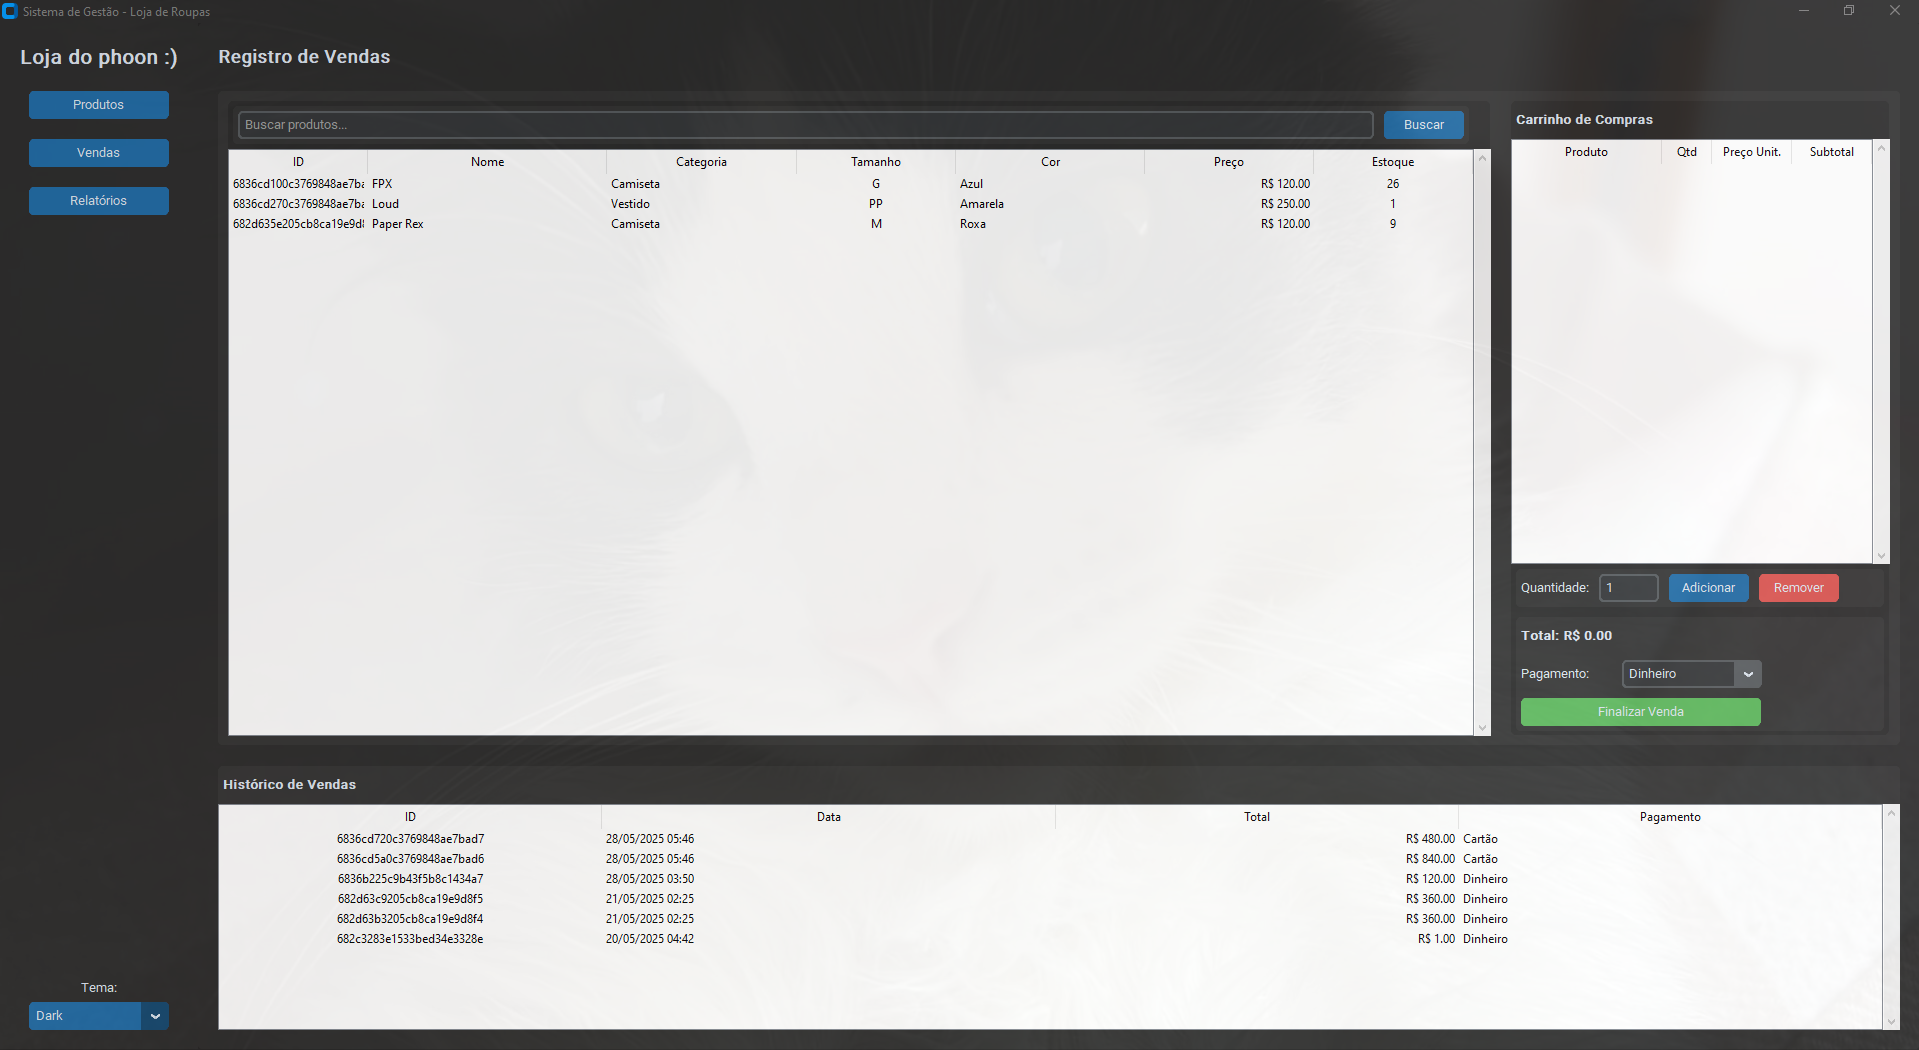 Sistema de Gestão - Loja de Roupas
Loja do phoon :)
Produtos
Vendas
Relatórios
Tema:
Dark
Registro de Vendas
Buscar produtos...
Buscar
ID Nome Categoria Tamanho Cor Preço Estoque
6836cd100c3769848ae7ba FPX Camiseta G Azul R$ 120.00 26
6836cd270c3769848ae7ba Loud Vestido PP Amarela R$ 250.00 1
682d635e205cb8ca19e9d8 Paper Rex Camiseta M Roxa R$ 120.00 9
Carrinho de Compras
Produto Qtd Preço Unit. Subtotal
Quantidade: 1 Adicionar Remover
Total: R$ 0.00
Pagamento: Dinheiro
Finalizar Venda
Histórico de Vendas
ID Data Total Pagamento
6836cd720c3769848ae7bad7 28/05/2025 05:46 R$ 480.00 Cartão
6836cd5a0c3769848ae7bad6 28/05/2025 05:46 R$ 840.00 Cartão
6836b225c9b43f5b8c1434a7 28/05/2025 03:50 R$ 120.00 Dinheiro
682d63c9205cb8ca19e9d8f5 21/05/2025 02:25 R$ 360.00 Dinheiro
682d63b3205cb8ca19e9d8f4 21/05/2025 02:25 R$ 360.00 Dinheiro
682c3283e1533bed34e3328e 20/05/2025 04:42 R$ 1.00 Dinheiro